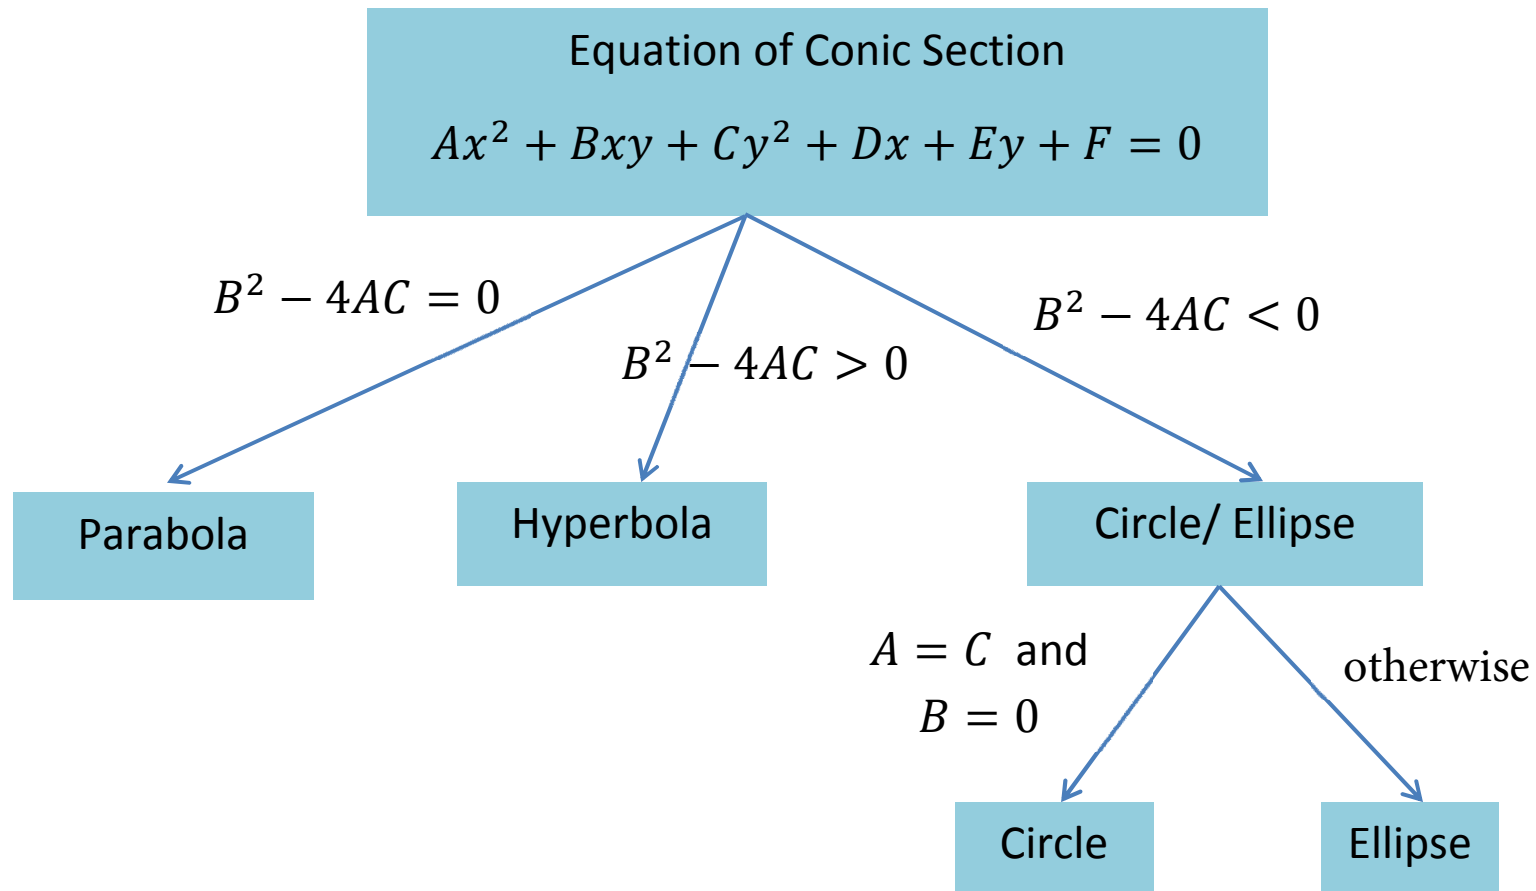 Equation of Conic Section
Ax² + Bxy + Cy² + Dx + Ey + F = 0
B² − 4AC = 0
B² − 4AC > 0
B² − 4AC < 0
Parabola
Hyperbola
Circle/ Ellipse
A = C and
B = 0
otherwise
Circle
Ellipse